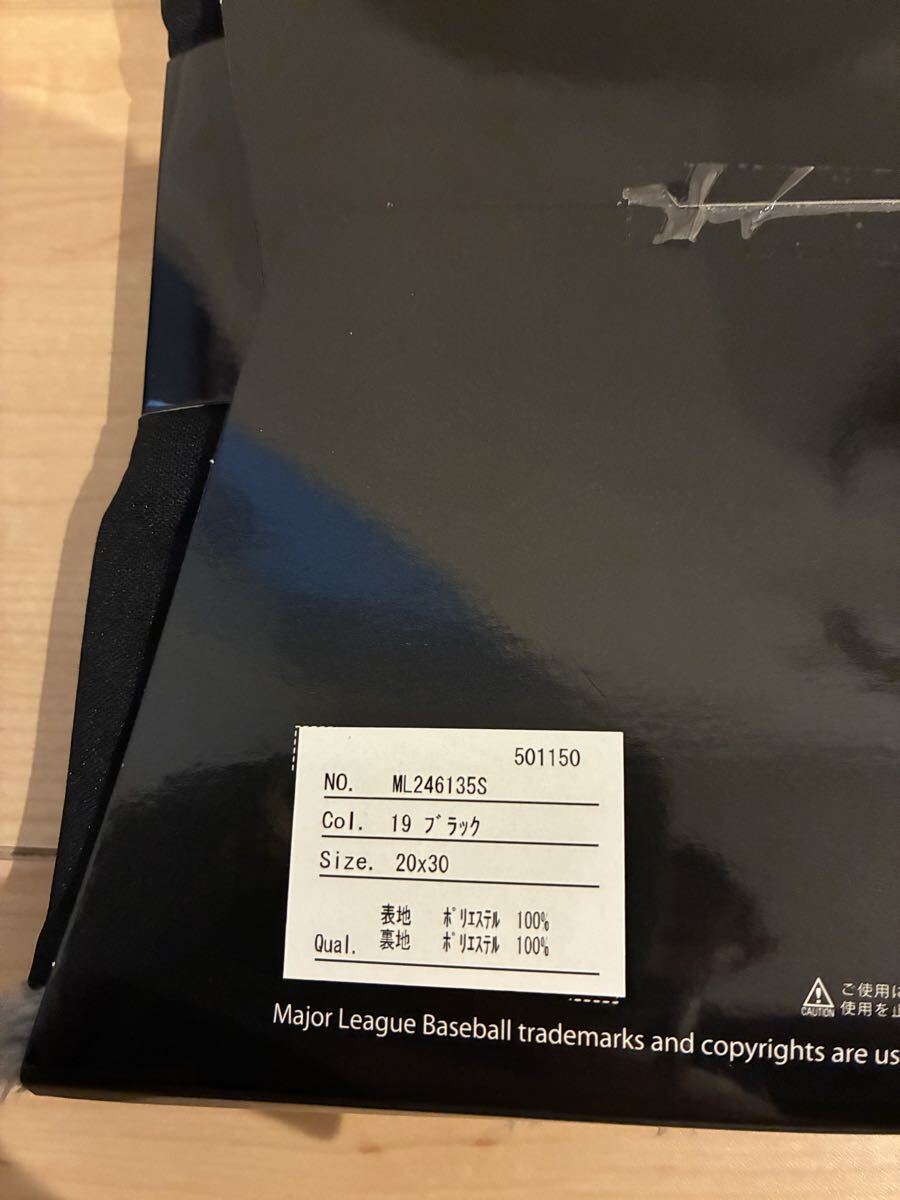 501150
NO. ML246135S
Col. 19 ﾌﾞﾗｯｸ
Size. 20x30
表地 ﾎﾟﾘｴｽﾃﾙ 100%
Qual. 裏地 ﾎﾟﾘｴｽﾃﾙ 100%
CAUTION
ご使用に
使用を止
Major League Baseball trademarks and copyrights are us